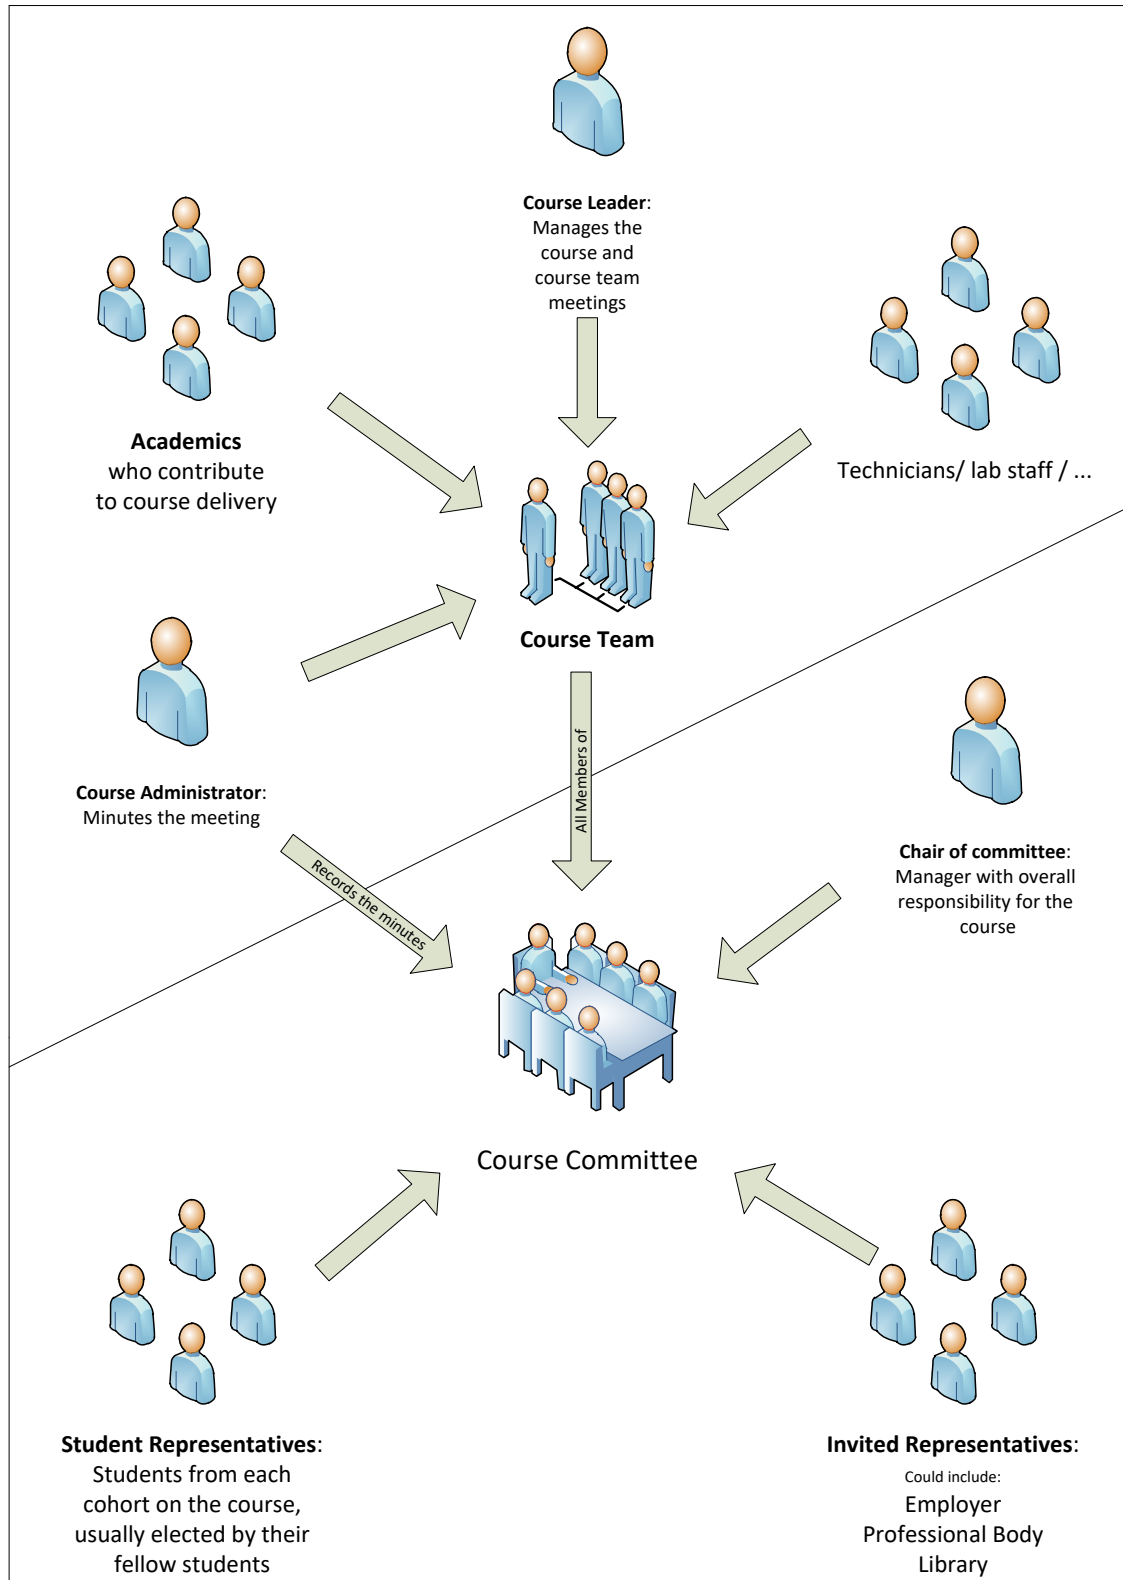 Course Leader:
Manages the
course and
course team
meetings
Academics
who contribute
to course delivery
Technicians/ lab staff / ...
Course Team
Course Administrator:
Minutes the meeting
All Members of
Records the minutes
Chair of committee:
Manager with overall
responsibility for the
course
Course Committee
Student Representatives:
Students from each
cohort on the course,
usually elected by their
fellow students
Invited Representatives:
Could include:
Employer
Professional Body
Library